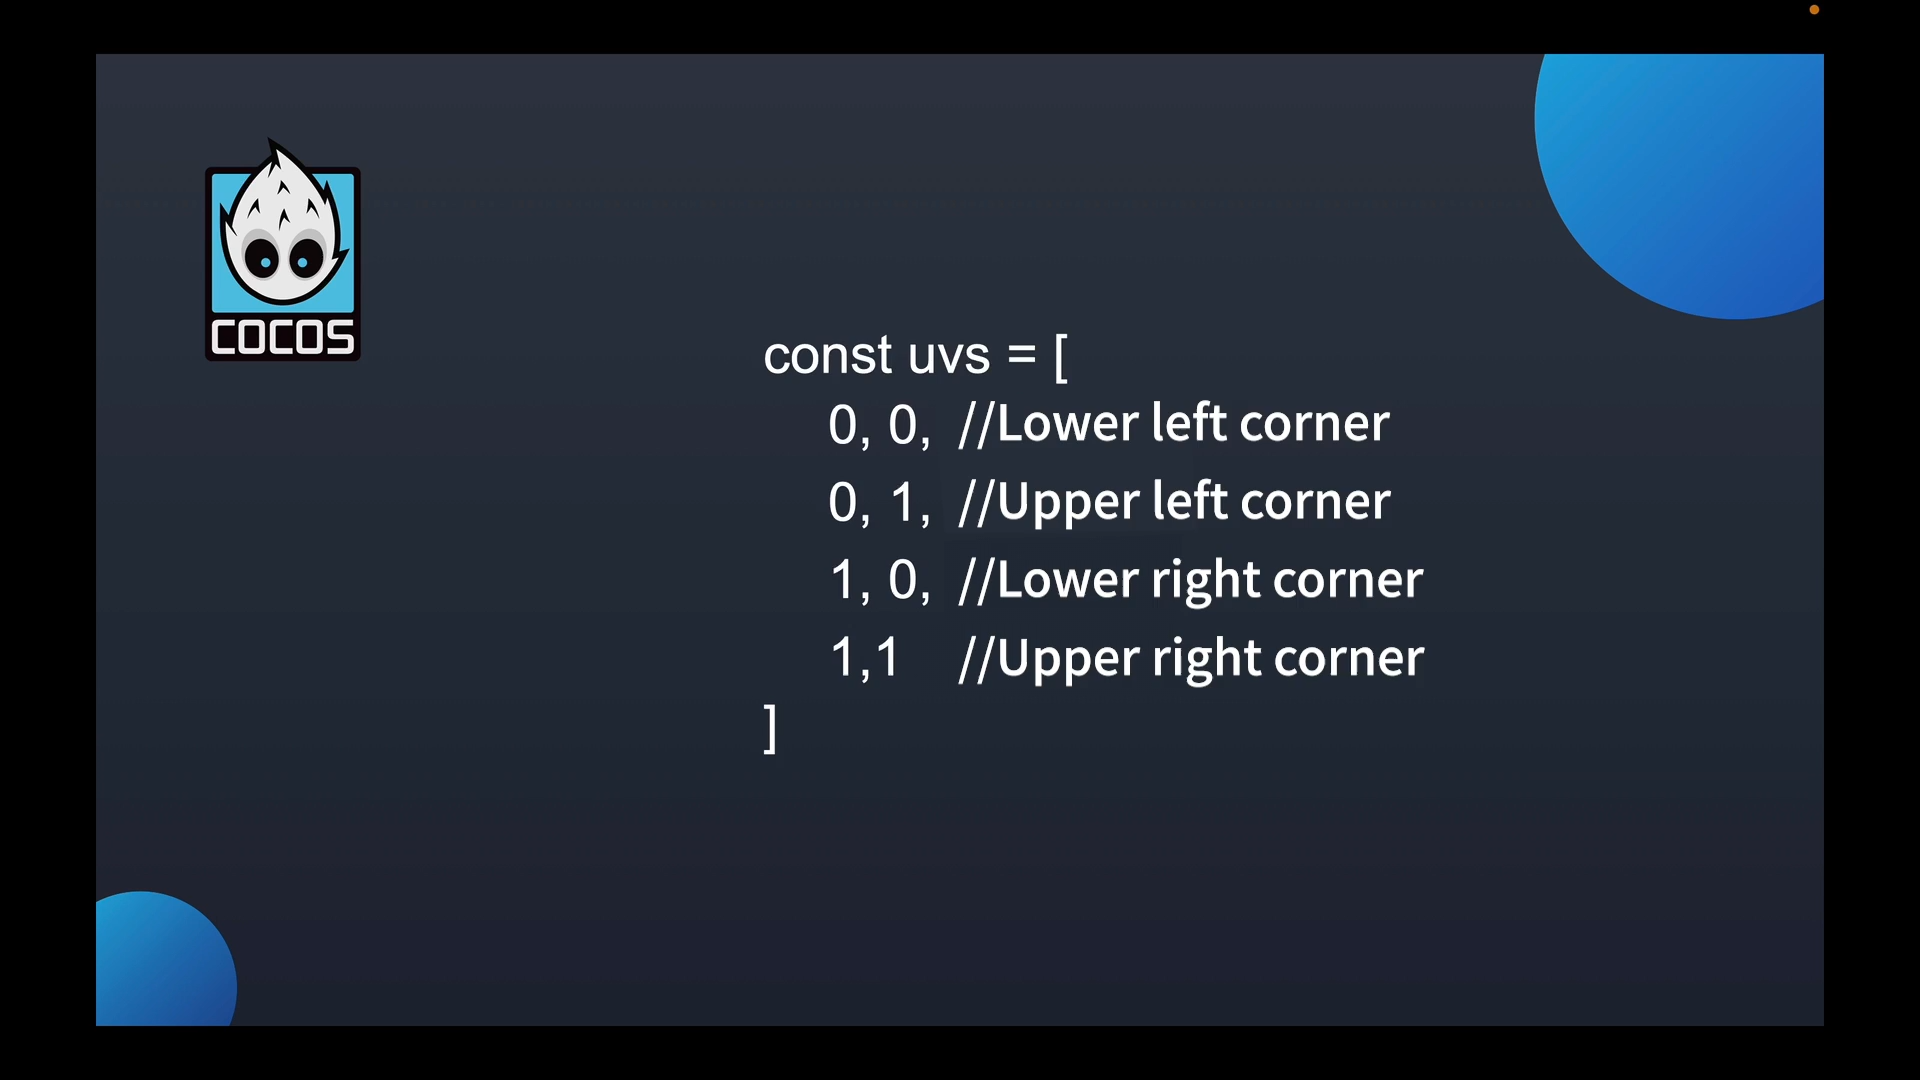 COCOS
const uvs = [
0, 0, //Lower left corner
0, 1, //Upper left corner
1, 0, //Lower right corner
1,1 //Upper right corner
]